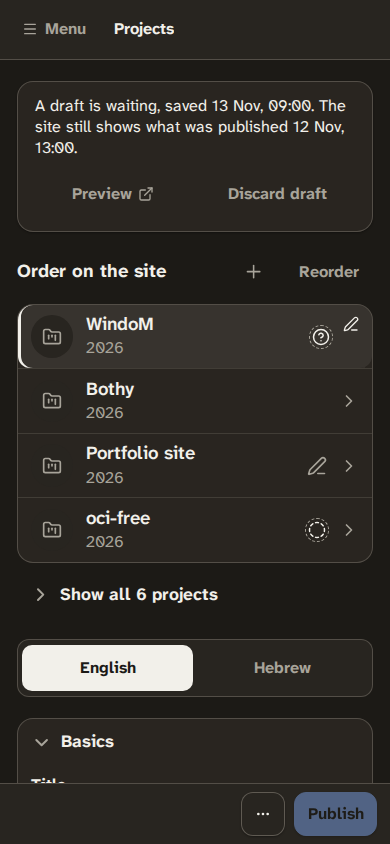 Menu
Projects
A draft is waiting, saved 13 Nov, 09:00. The
site still shows what was published 12 Nov,
13:00.
Preview
Discard draft
Order on the site
Reorder
WindoM
2026
Bothy
2026
Portfolio site
2026
oci-free
2026
Show all 6 projects
English
Hebrew
Basics
Title
Publish